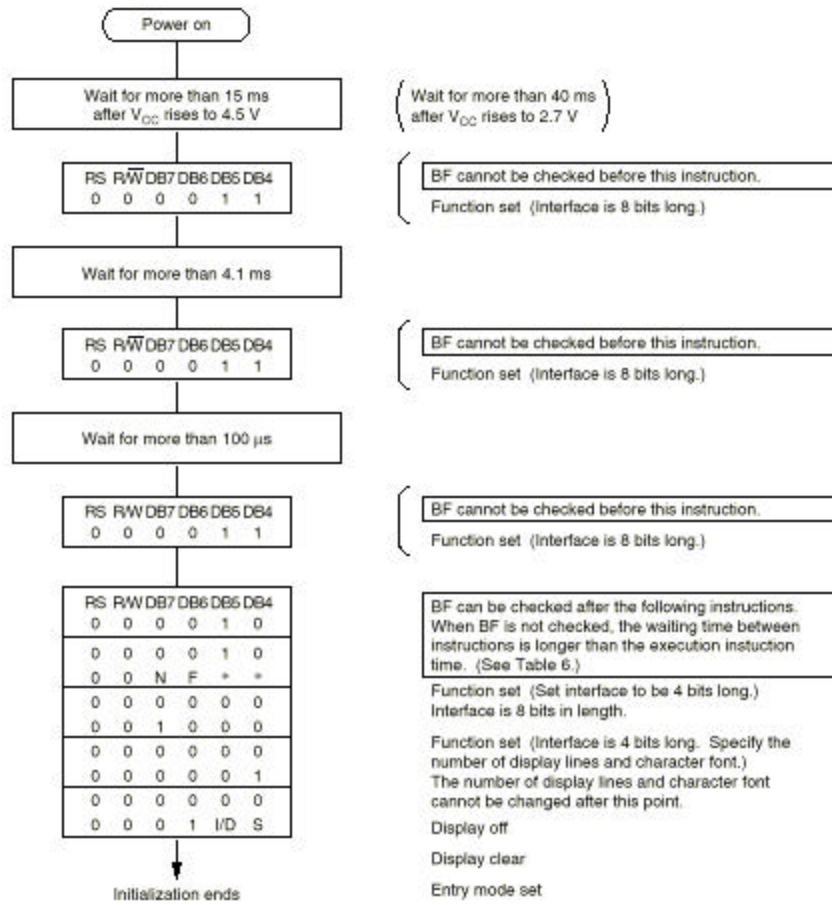 Power on
Wait for more than 15 ms
after VCC rises to 4.5 V
Wait for more than 40 ms
after VCC rises to 2.7 V
RS R/W DB7 DB6 DB5 DB4
0 0 0 0 1 1
BF cannot be checked before this instruction.
Function set (Interface is 8 bits long.)
Wait for more than 4.1 ms
RS R/W DB7 DB6 DB5 DB4
0 0 0 0 1 1
BF cannot be checked before this instruction.
Function set (Interface is 8 bits long.)
Wait for more than 100 µs
RS R/W DB7 DB6 DB5 DB4
0 0 0 0 1 1
BF cannot be checked before this instruction.
Function set (Interface is 8 bits long.)
RS R/W DB7 DB6 DB5 DB4
0 0 0 0 1 0
0 0 0 0 1 0
0 0 N F * *
0 0 0 0 0 0
0 0 1 0 0 0
0 0 0 0 0 0
0 0 0 0 0 1
0 0 0 0 0 0
0 0 0 1 I/D S
Initialization ends
BF can be checked after the following instructions.
When BF is not checked, the waiting time between
instructions is longer than the execution instuction
time. (See Table 6.)
Function set (Set interface to be 4 bits long.)
Interface is 8 bits in length.
Function set (Interface is 4 bits long. Specify the
number of display lines and character font.)
The number of display lines and character font
cannot be changed after this point.
Display off
Display clear
Entry mode set